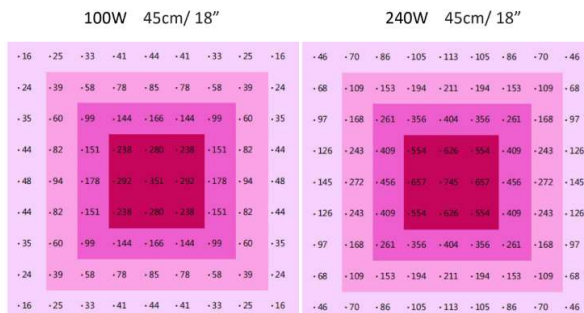 100W 45cm/ 18”
240W 45cm/ 18”
• 16 • 25 • 33 • 41 • 44 • 41 • 33 • 25 • 16
• 24 • 39 • 58 • 78 • 85 • 78 • 58 • 39 • 24
• 35 • 60 • 99 • 144 • 166 • 144 • 99 • 60 • 35
• 44 • 82 • 151 • 238 • 280 • 238 • 151 • 82 • 44
• 48 • 94 • 178 • 292 • 351 • 292 • 178 • 94 • 48
• 44 • 82 • 151 • 238 • 280 • 238 • 151 • 82 • 44
• 35 • 60 • 99 • 144 • 166 • 144 • 99 • 60 • 35
• 24 • 39 • 58 • 78 • 85 • 78 • 58 • 39 • 24
• 16 • 25 • 33 • 41 • 44 • 41 • 33 • 25 • 16
• 46 • 70 • 86 • 105 • 113 • 105 • 86 • 70 • 46
• 68 • 109 • 153 • 194 • 211 • 194 • 153 • 109 • 68
• 97 • 168 • 261 • 356 • 404 • 356 • 261 • 168 • 97
• 126 • 243 • 409 • 554 • 626 • 554 • 409 • 243 • 126
• 145 • 272 • 456 • 657 • 745 • 657 • 456 • 272 • 145
• 126 • 243 • 409 • 554 • 626 • 554 • 409 • 243 • 126
• 97 • 168 • 261 • 356 • 404 • 356 • 261 • 168 • 97
• 68 • 109 • 153 • 194 • 211 • 194 • 153 • 109 • 68
• 46 • 70 • 86 • 105 • 113 • 105 • 86 • 70 • 46